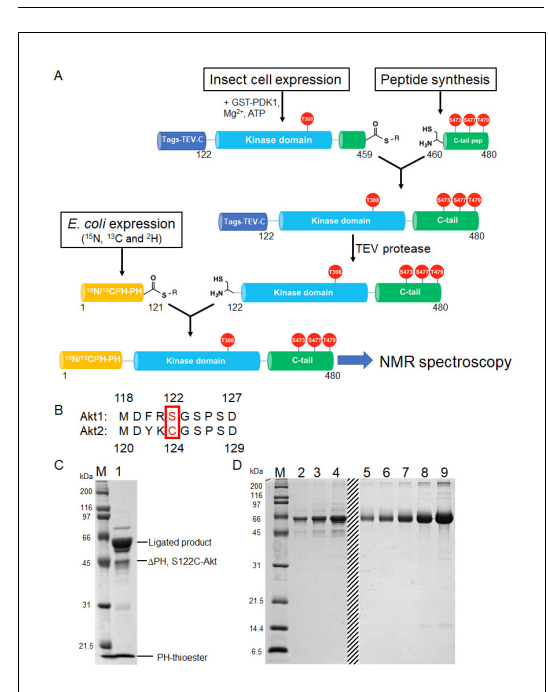 A
Insect cell expression
Peptide synthesis
+ GST-PDK1,
Mg²⁺, ATP
T308
S473 S477 T479
HS
H₂N
O
S-R
Tags-TEV-C
Kinase domain
C-tail pep
122
459
460
480
T308
S473 S477 T479
Tags-TEV-C
Kinase domain
C-tail
122
480
E. coli expression
(¹⁵N, ¹³C and ²H)
TEV protease
T308
S473 S477 T479
O
HS
¹⁵N/¹³C/²H-PH
S-R
H₂N
Kinase domain
C-tail
1
121
122
480
T308
S473 S477 T479
¹⁵N/¹³C/²H-PH
Kinase domain
C-tail
NMR spectroscopy
1
480
118 122 127
B
Akt1: M D F R S G S P S D
Akt2: M D Y K C G S P S D
120 124 129
C
kDa M 1
200
116
97
66
45
31
21.5
Ligated product
ΔPH, S122C-Akt
PH-thioester
D
kDa M 2 3 4 5 6 7 8 9
200
116
97
66
45
31
21.5
14.4
6.5